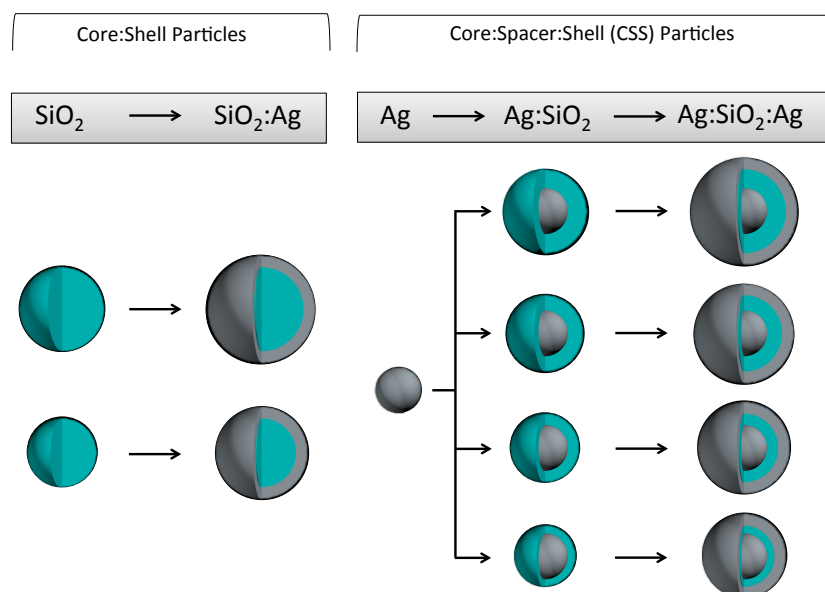 Core:Shell Particles
Core:Spacer:Shell (CSS) Particles
SiO₂ → SiO₂:Ag
Ag → Ag:SiO₂ → Ag:SiO₂:Ag